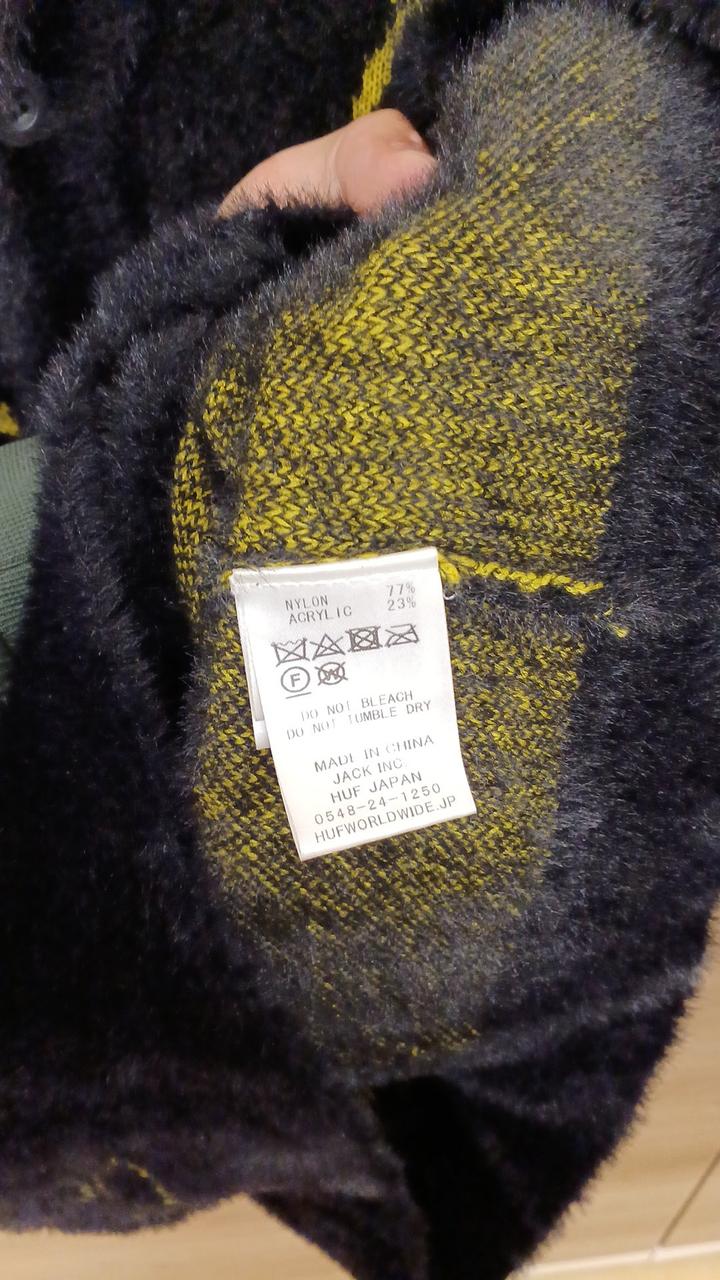 NYLON 77%
ACRYLIC 23%
F W
DO NOT BLEACH
DO NOT TUMBLE DRY
MADE IN CHINA
JACK INC.
HUF JAPAN
0548-24-1250
HUFWORLDWIDE.JP